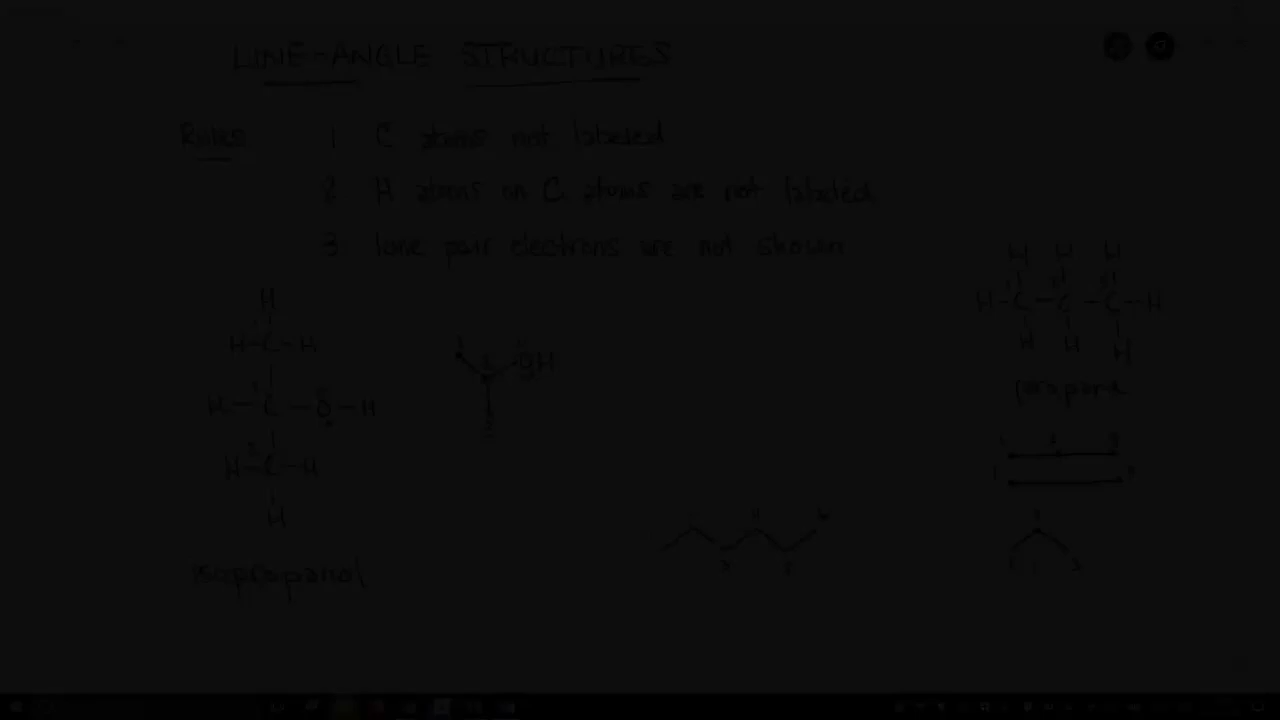 LINE-ANGLE STRUCTURES
Rules 1 C atoms not labeled
2 H atoms on C atoms are not labeled
3. lone pair electrons are not shown
H H H
H-C-C-C-H
H H H
propane
H
H-C-H
H-C-O-H
H-C-H
H
isopropanol
OH